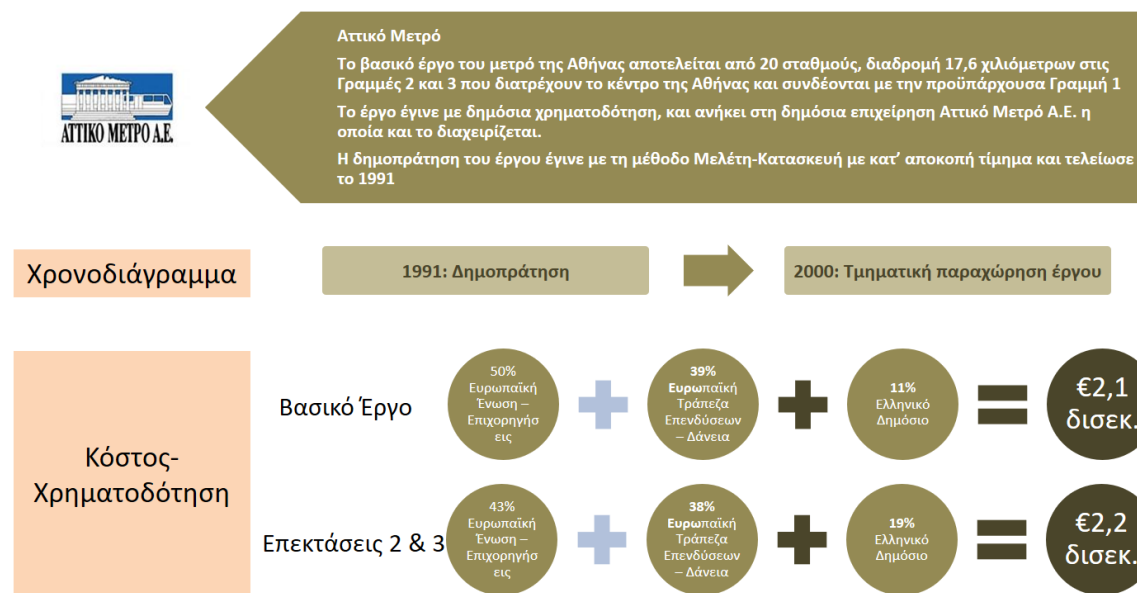 Αττικό Μετρό
Το βασικό έργο του μετρό της Αθήνας αποτελείται από 20 σταθμούς, διαδρομή 17,6 χιλιόμετρων στις
Γραμμές 2 και 3 που διατρέχουν το κέντρο της Αθήνας και συνδέονται με την προϋπάρχουσα Γραμμή 1
Το έργο έγινε με δημόσια χρηματοδότηση, και ανήκει στη δημόσια επιχείρηση Αττικό Μετρό Α.Ε. η
οποία και το διαχειρίζεται.
Η δημοπράτηση του έργου έγινε με τη μέθοδο Μελέτη-Κατασκευή με κατ’ αποκοπή τίμημα και τελείωσε
το 1991
ΑΤΤΙΚΟ ΜΕΤΡΟ Α.Ε.
Χρονοδιάγραμμα
1991: Δημοπράτηση
2000: Τμηματική παραχώρηση έργου
Κόστος-
Χρηματοδότηση
Βασικό Έργο
50%
Ευρωπαϊκή
Ένωση –
Επιχορηγήσ
εις
39%
Ευρωπαϊκή
Τράπεζα
Επενδύσεων
– Δάνεια
11%
Ελληνικό
Δημόσιο
€2,1
δισεκ.
Επεκτάσεις 2 & 3
43%
Ευρωπαϊκή
Ένωση –
Επιχορηγήσ
εις
38%
Ευρωπαϊκή
Τράπεζα
Επενδύσεων
– Δάνεια
19%
Ελληνικό
Δημόσιο
€2,2
δισεκ.